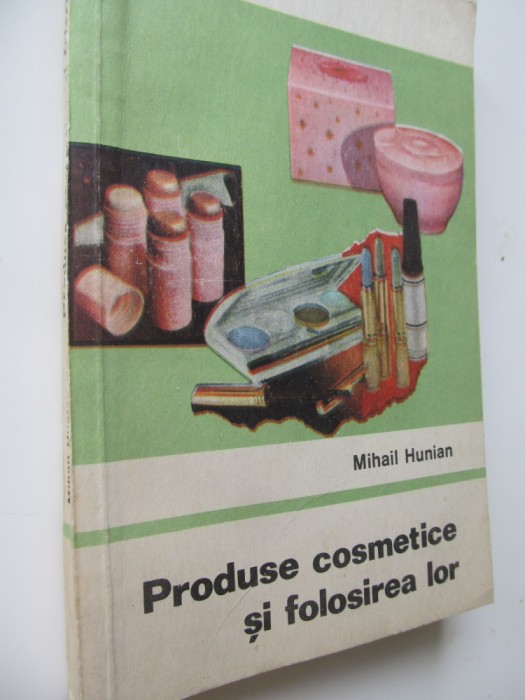 Mihail Hunian
Produse cosmetice
și folosirea lor